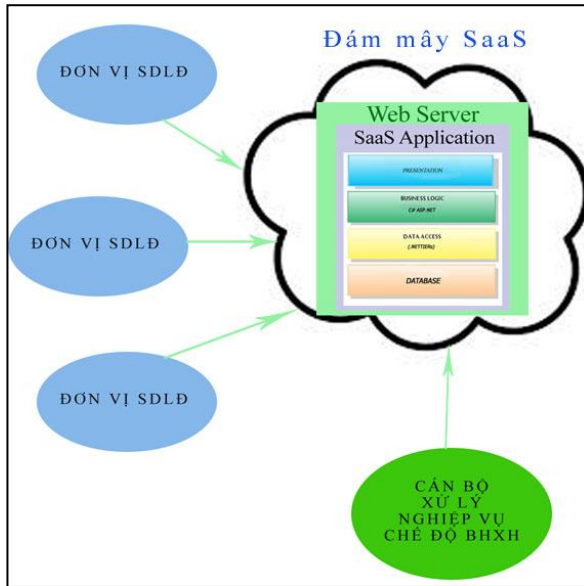 Đám mây SaaS
ĐƠN VỊ SDLĐ
Web Server
SaaS Application
PRESENTATION
BUSINESS LOGIC
C# ASP.NET
DATA ACCESS
(.NETTIERs)
DATABASE
ĐƠN VỊ SDLĐ
ĐƠN VỊ SDLĐ
CÁN BỘ
XỬ LÝ
NGHIỆP VỤ
CHẾ ĐỘ BHXH